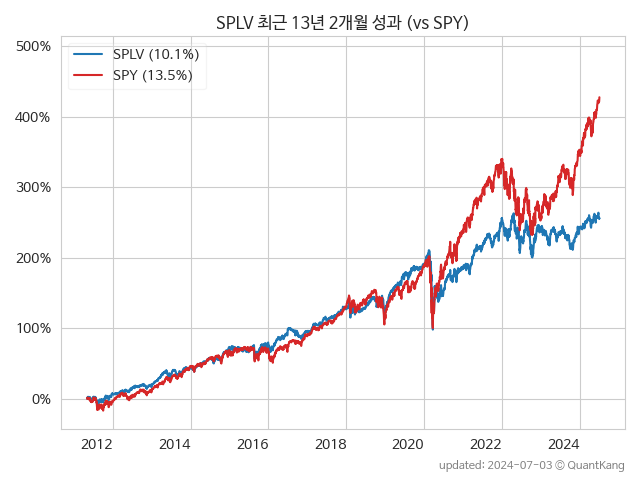 SPLV 최근 13년 2개월 성과 (vs SPY)
SPLV (10.1%)
SPY (13.5%)
500%
400%
300%
200%
100%
0%
2012 2014 2016 2018 2020 2022 2024
updated: 2024-07-03 © QuantKang